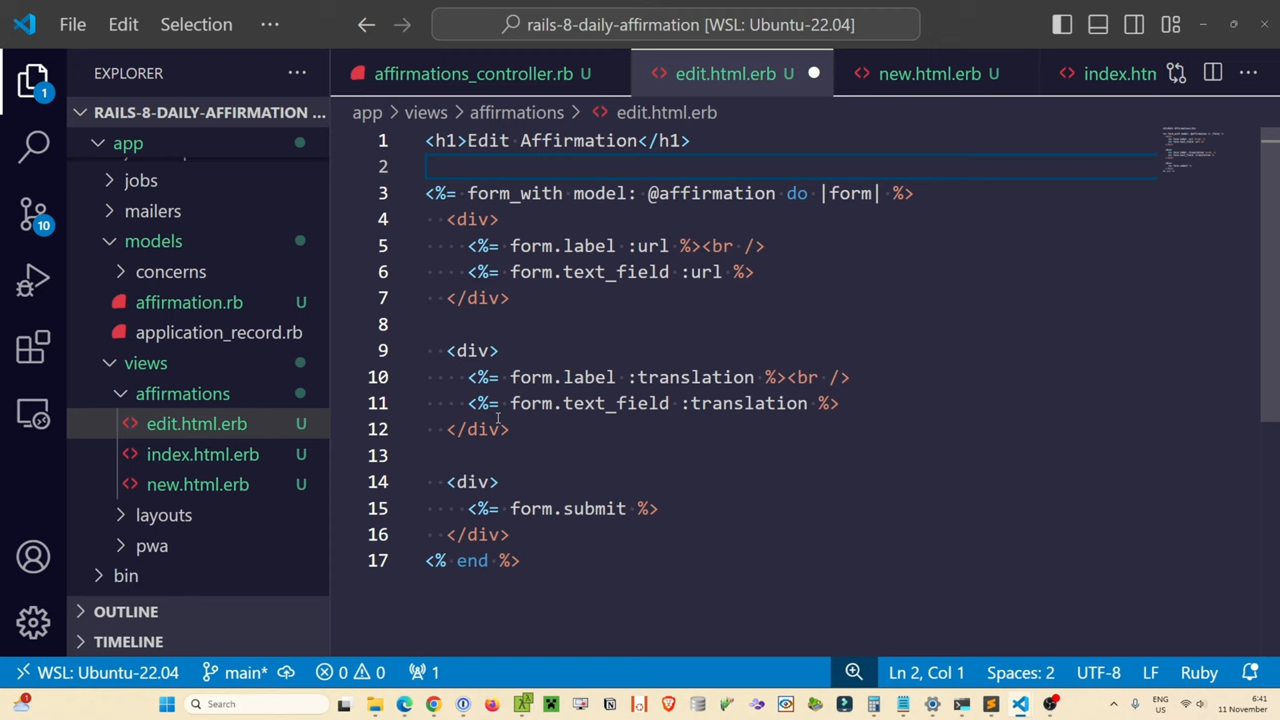 File Edit Selection ··· rails-8-daily-affirmation [WSL: Ubuntu-22.04]
EXPLORER ···
affirmations_controller.rb U
edit.html.erb U
new.html.erb U
index.htn
RAILS-8-DAILY-AFFIRMATION ...
app > views > affirmations > edit.html.erb
app
jobs
mailers
models
concerns
affirmation.rb U
application_record.rb
views
affirmations
edit.html.erb U
index.html.erb U
new.html.erb U
layouts
pwa
bin
OUTLINE
TIMELINE
1
10
1 <h1>Edit Affirmation</h1>
2
3 <%= form_with model: @affirmation do |form| %>
4 <div>
5 <%= form.label :url %><br />
6 <%= form.text_field :url %>
7 </div>
8
9 <div>
10 <%= form.label :translation %><br />
11 <%= form.text_field :translation %>
12 </div>
13
14 <div>
15 <%= form.submit %>
16 </div>
17 <% end %>
WSL: Ubuntu-22.04 main* 0 0 1 Ln 2, Col 1 Spaces: 2 UTF-8 LF Ruby
Search
ENG
US
6:41
11 November